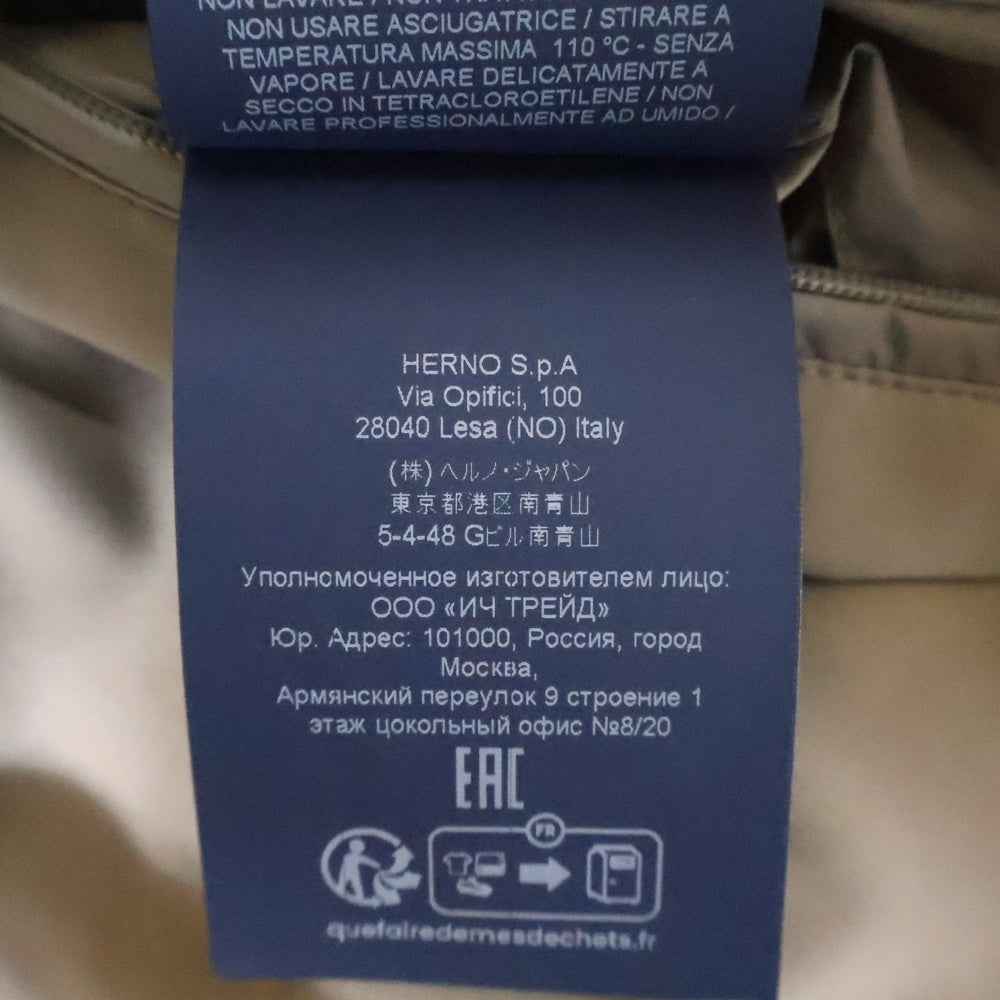 NON LAVARE / NON
NON USARE ASCIUGATRICE / STIRARE A
TEMPERATURA MASSIMA 110 °C - SENZA
VAPORE / LAVARE DELICATAMENTE A
SECCO IN TETRACLOROETILENE / NON
LAVARE PROFESSIONALMENTE AD UMIDO /
HERNO S.p.A
Via Opifici, 100
28040 Lesa (NO) Italy
(株) ヘルノ・ジャパン
東京都港区南青山
5-4-48 Gビル南青山
Уполномоченное изготовителем лицо:
ООО «ИЧ ТРЕЙД»
Юр. Адрес: 101000, Россия, город
Москва,
Армянский переулок 9 строение 1
этаж цокольный офис №8/20
EAC
FR
quefairedemesdechets.fr